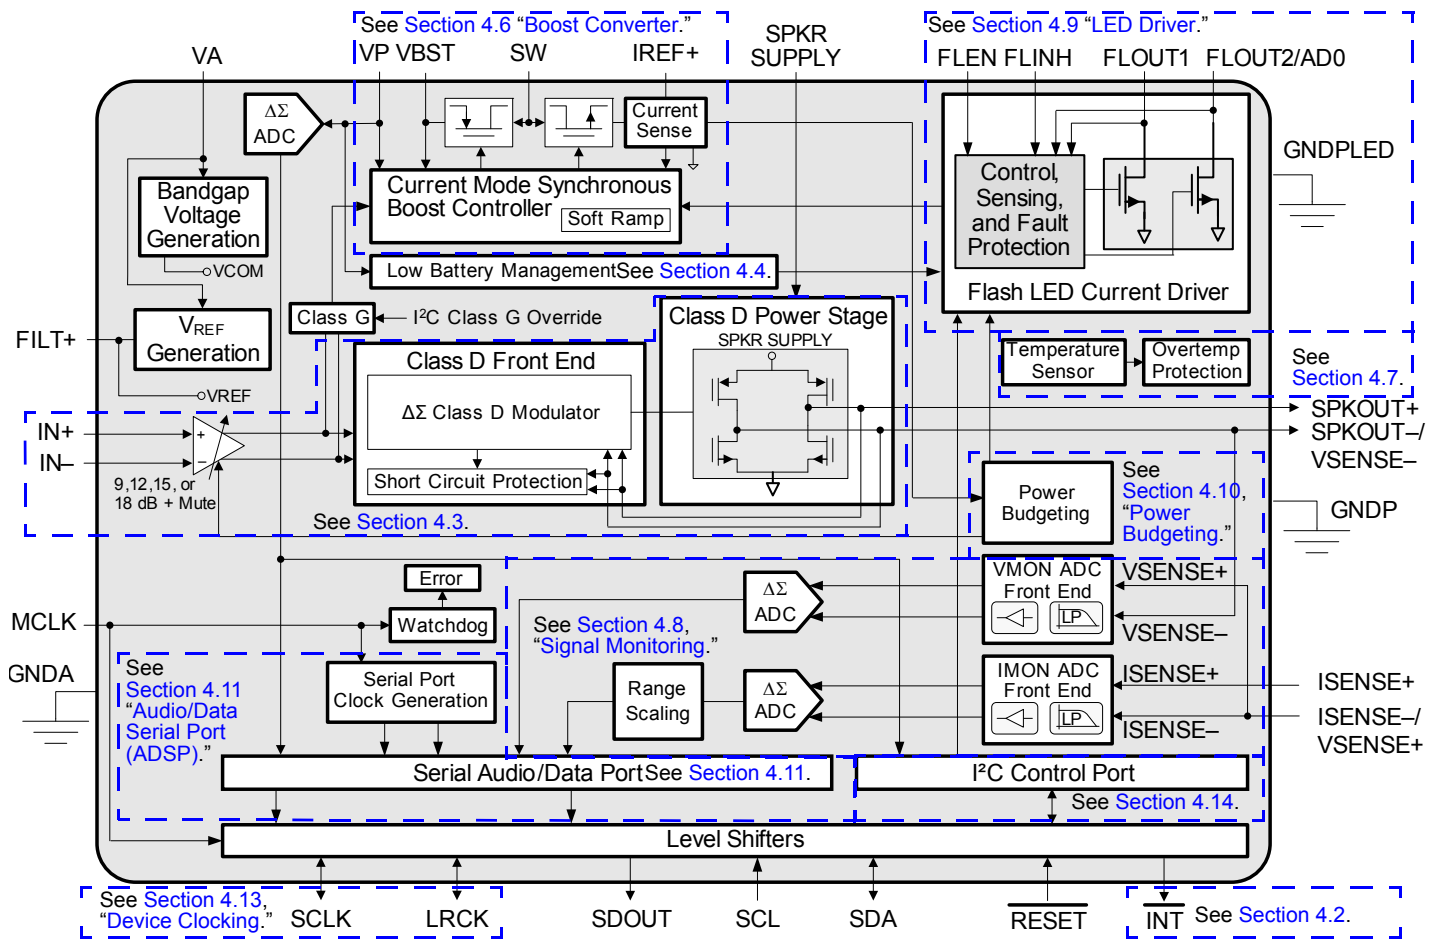 See Section 4.6 “Boost Converter.”
See Section 4.9 “LED Driver.”
VA
VP VBST
SW
IREF+
SPKR
SUPPLY
FLEN FLINH
FLOUT1
FLOUT2/AD0
ΔΣ
ADC
Current
Sense
GNDPLED
Bandgap
Voltage
Generation
Current Mode Synchronous
Boost Controller
Soft Ramp
Control,
Sensing,
and Fault
Protection
VCOM
Low Battery Management See Section 4.4.
Flash LED Current Driver
Class G
I²C Class G Override
Class D Power Stage
SPKR SUPPLY
FILT+
VREF
Generation
Class D Front End
Temperature
Sensor
Overtemp
Protection
See
Section 4.7.
VREF
ΔΣ Class D Modulator
SPKOUT+
SPKOUT–/
VSENSE–
IN+
IN–
+
–
9,12,15, or
18 dB + Mute
Short Circuit Protection
See Section 4.3.
Power
Budgeting
See
Section 4.10,
“Power
Budgeting.”
GNDP
Error
Watchdog
MCLK
ΔΣ
ADC
VMON ADC
Front End
LP
VSENSE+
VSENSE–
See Section 4.8,
“Signal Monitoring.”
GNDA
See
Section 4.11
“Audio/Data
Serial Port
(ADSP).”
Serial Port
Clock Generation
Range
Scaling
ΔΣ
ADC
IMON ADC
Front End
LP
ISENSE+
ISENSE–
ISENSE+
ISENSE–/
VSENSE+
Serial Audio/Data Port See Section 4.11.
I²C Control Port
See Section 4.14.
Level Shifters
See Section 4.13,
“Device Clocking.”
SCLK
LRCK
SDOUT
SCL
SDA
RESET
INT
See Section 4.2.